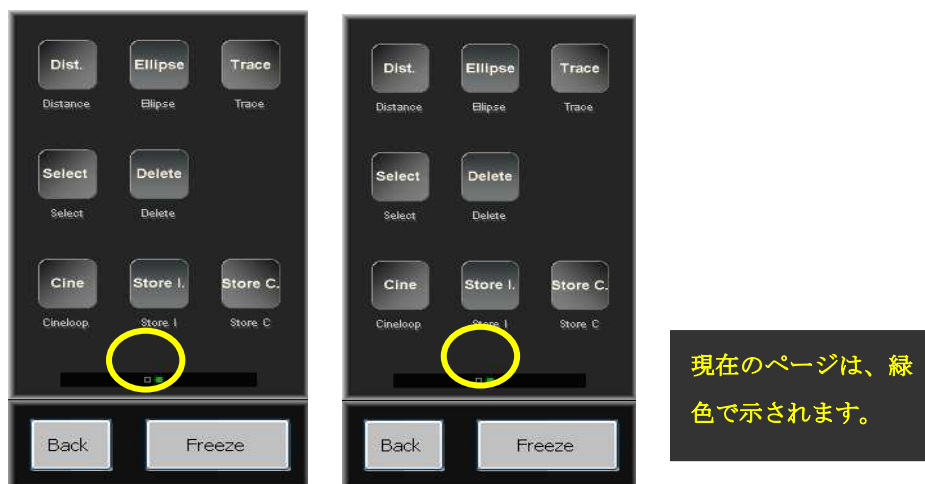 Dist. Ellipse Trace
Distance Ellipse Trace
Select Delete
Select Delete
Cine Store I. Store C.
Cineloop Store I Store C
Back Freeze
Dist. Ellipse Trace
Distance Ellipse Trace
Select Delete
Select Delete
Cine Store I. Store C.
Cineloop Store I Store C
Back Freeze
現在のページは、緑
色で示されます。